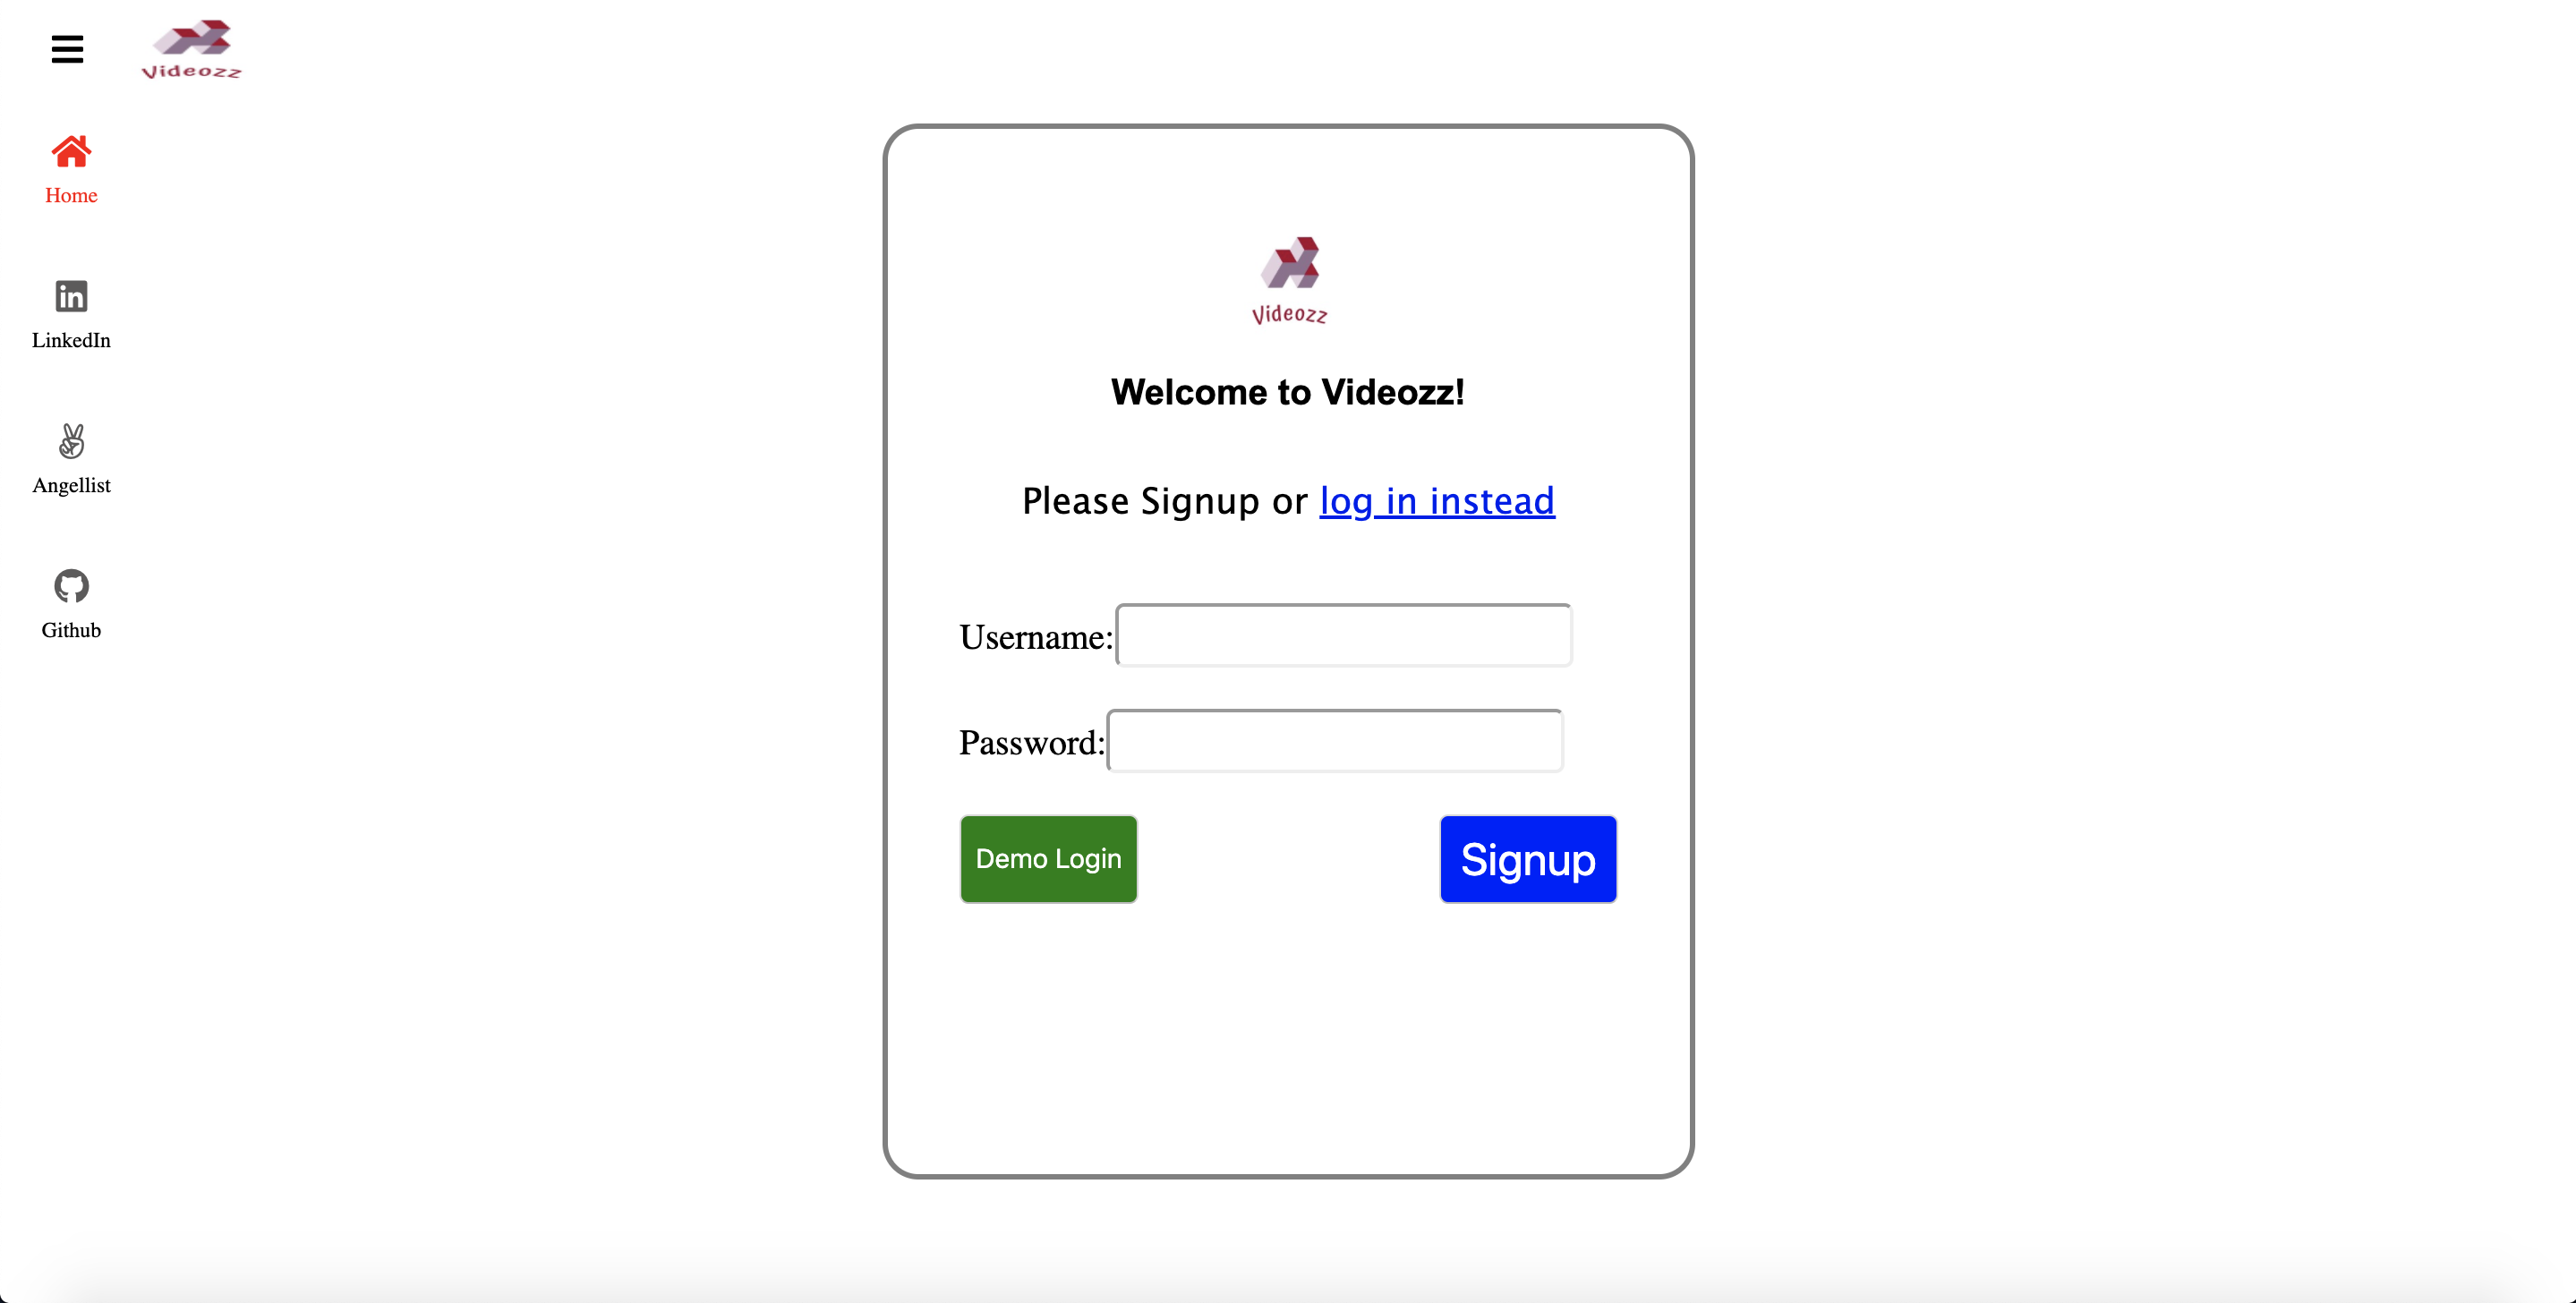 Videozz
Home
LinkedIn
Angellist
Github
Videozz
Welcome to Videozz!
Please Signup or log in instead
Username:
Password:
Demo Login
Signup